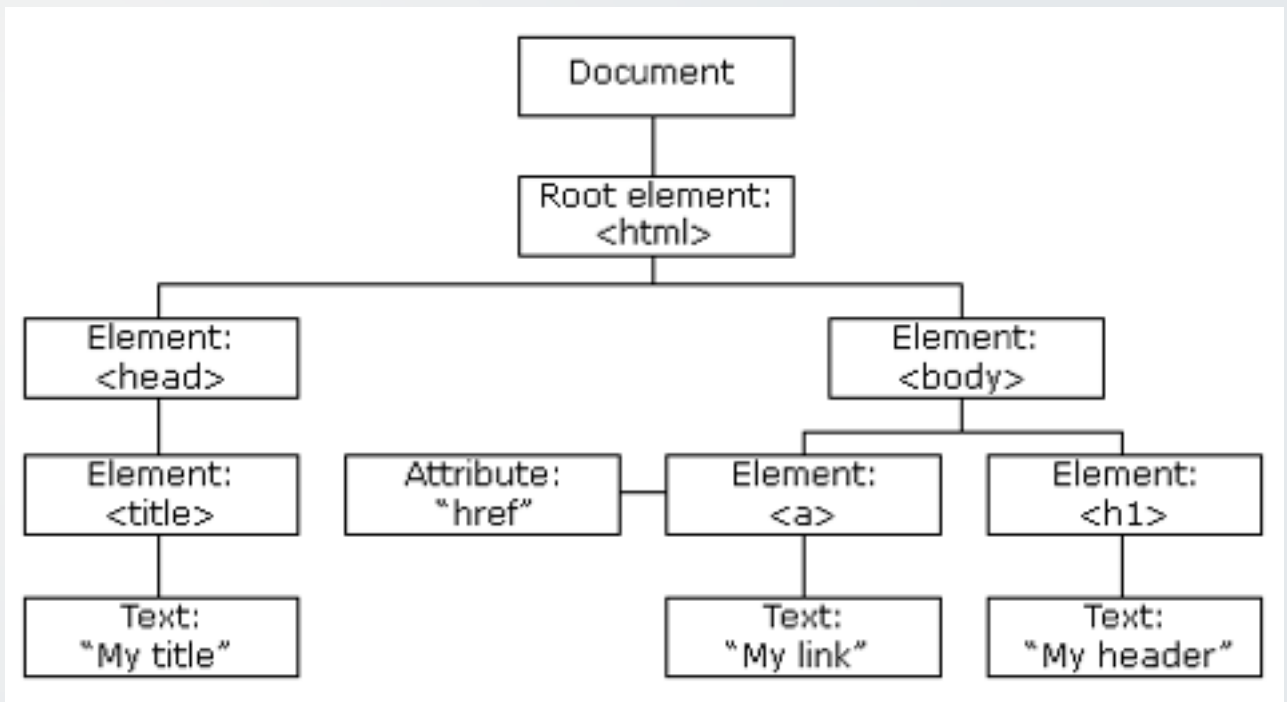 Document
Root element:
<html>
Element:
<head>
Element:
<body>
Element:
<title>
Attribute:
“href”
Element:
<a>
Element:
<h1>
Text:
“My title”
Text:
“My link”
Text:
“My header”